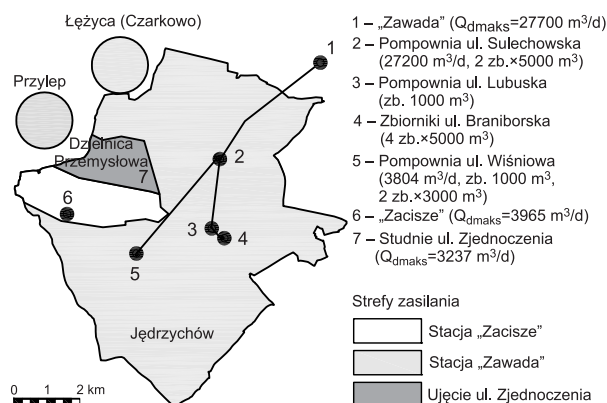 Łężyca (Czarkowo)
Przylep
Dzielnica
Przemysłowa
7
1
2
3
4
5
6
Jędrzychów
0 1 2 km
1 – „Zawada” (Qdmaks=27700 m³/d)
2 – Pompownia ul. Sulechowska
(27200 m³/d, 2 zb.×5000 m³)
3 – Pompownia ul. Lubuska
(zb. 1000 m³)
4 – Zbiorniki ul. Braniborska
(4 zb.×5000 m³)
5 – Pompownia ul. Wiśniowa
(3804 m³/d, zb. 1000 m³,
2 zb.×3000 m³)
6 – „Zacisze” (Qdmaks=3965 m³/d)
7 – Studnie ul. Zjednoczenia
(Qdmaks=3237 m³/d)
Strefy zasilania
Stacja „Zacisze”
Stacja „Zawada”
Ujęcie ul. Zjednoczenia